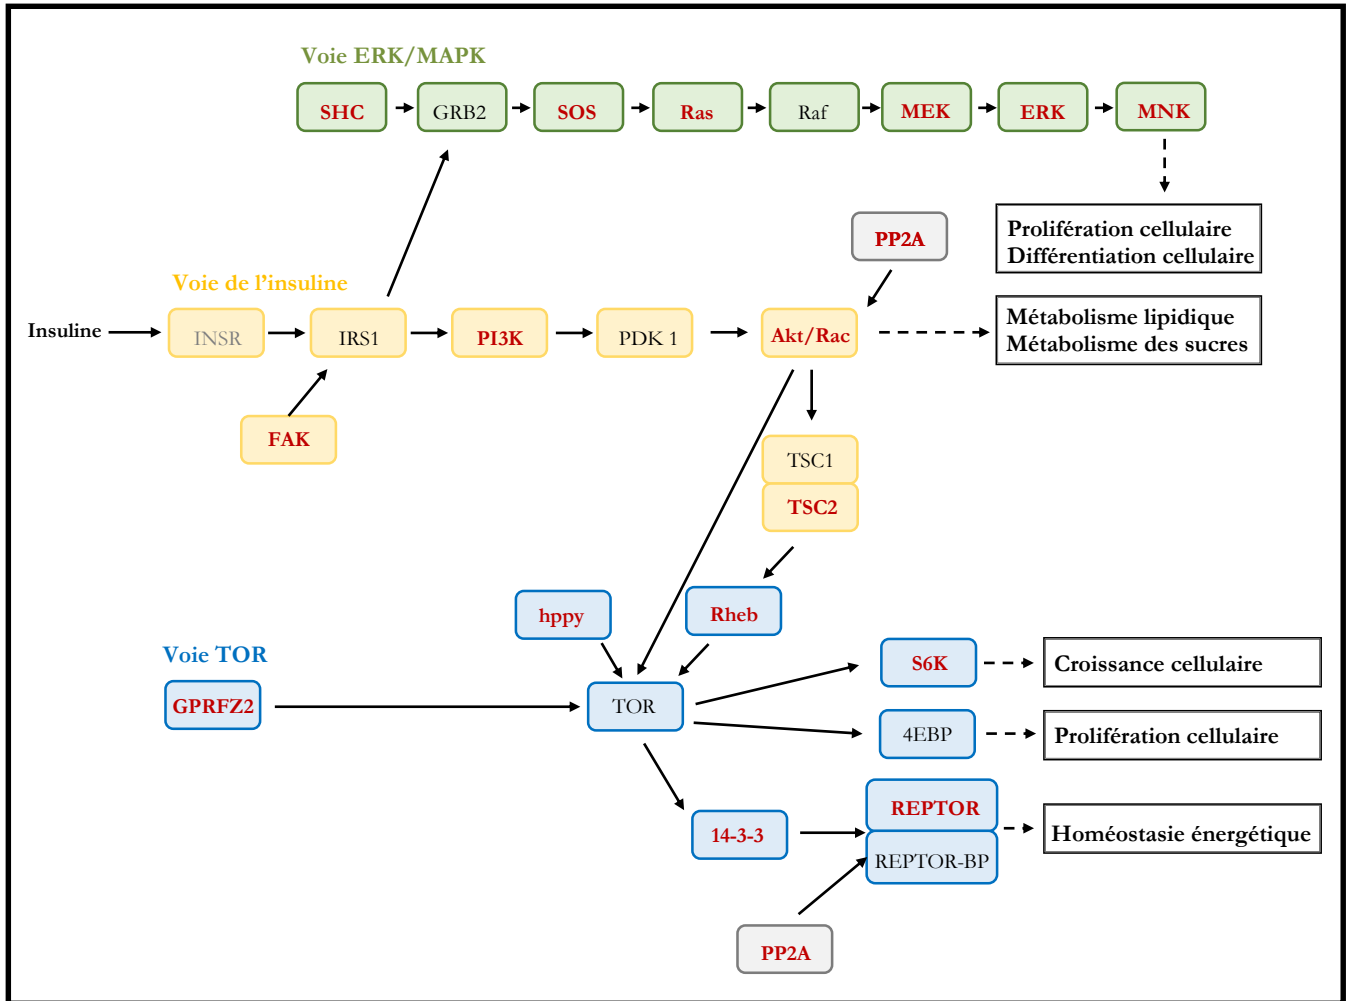 Voie ERK/MAPK
SHC
GRB2
SOS
Ras
Raf
MEK
ERK
MNK
Prolifération cellulaire
Différentiation cellulaire
PP2A
Voie de l’insuline
Insuline
INSR
IRS1
PI3K
PDK 1
Akt/Rac
Métabolisme lipidique
Métabolisme des sucres
FAK
TSC1
TSC2
hppy
Rheb
Voie TOR
GPRFZ2
TOR
S6K
Croissance cellulaire
4EBP
Prolifération cellulaire
14-3-3
REPTOR
REPTOR-BP
Homéostasie énergétique
PP2A